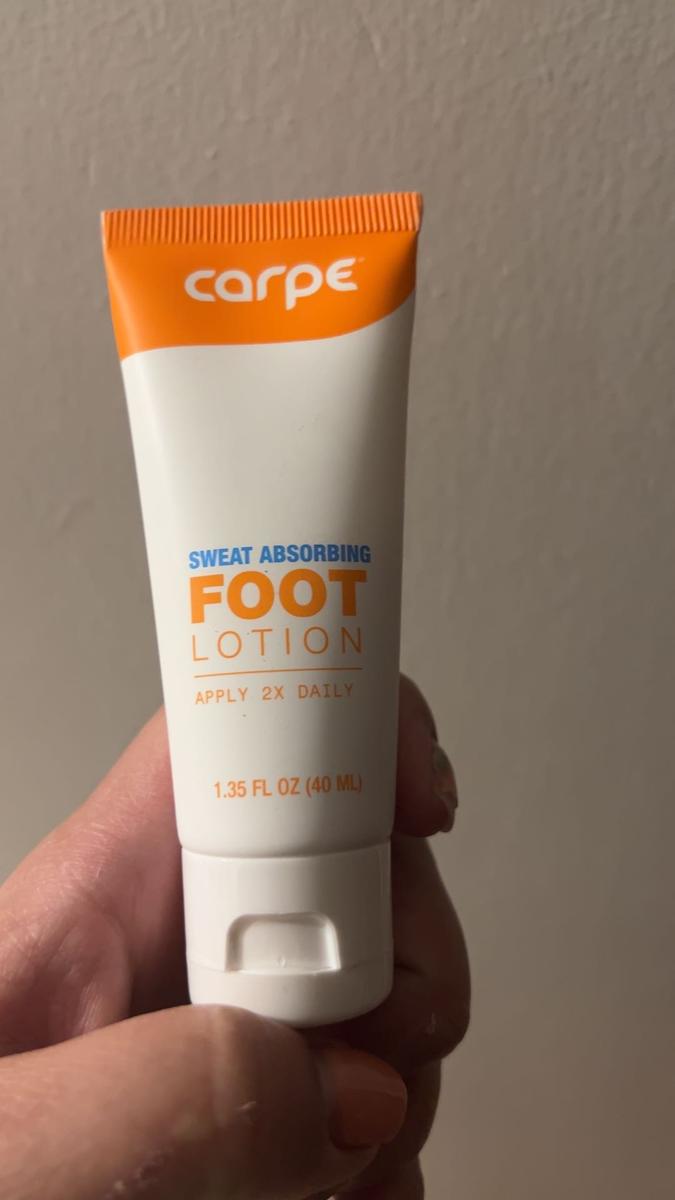 carpe
SWEAT ABSORBING
FOOT
LOTION
APPLY 2X DAILY
1.35 FL OZ (40 ML)